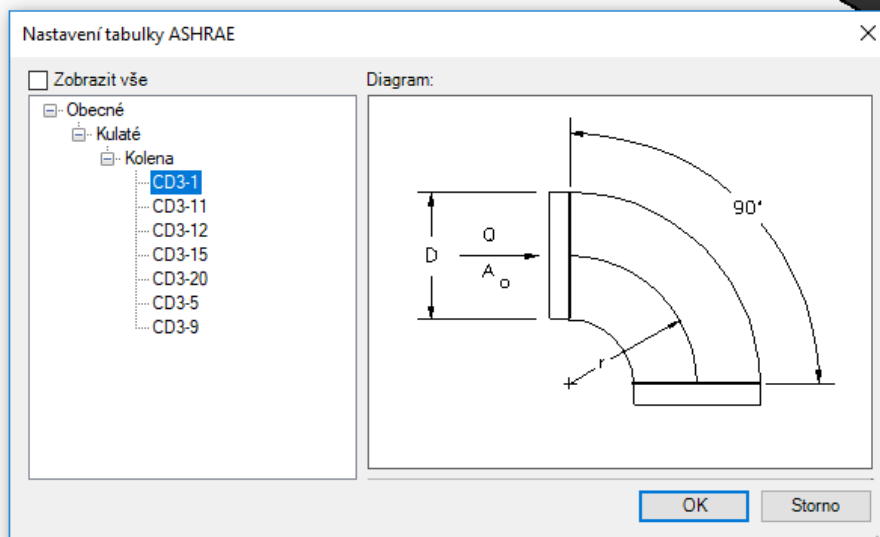 Nastavení tabulky ASHRAE
Zobrazit vše
Diagram:
Obecné
Kulaté
Kolena
CD3-1
CD3-11
CD3-12
CD3-15
CD3-20
CD3-5
CD3-9
90°
D
Q
A o
r
OK
Storno